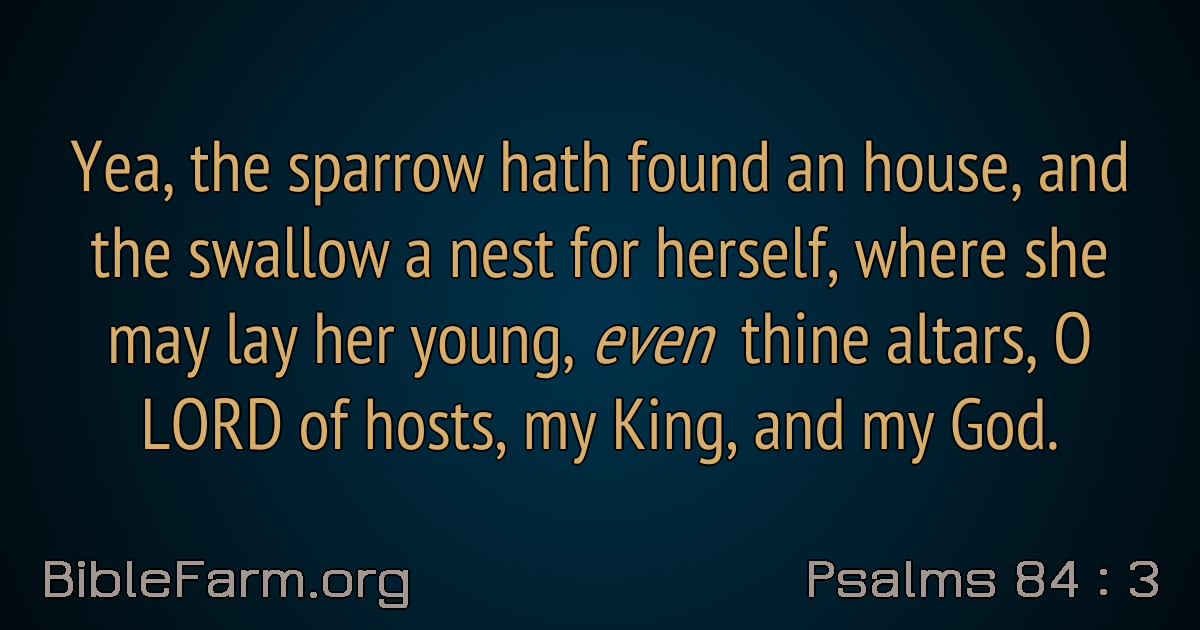 Yea, the sparrow hath found an house, and
the swallow a nest for herself, where she
may lay her young, even thine altars, O
LORD of hosts, my King, and my God.
BibleFarm.org
Psalms 84 : 3